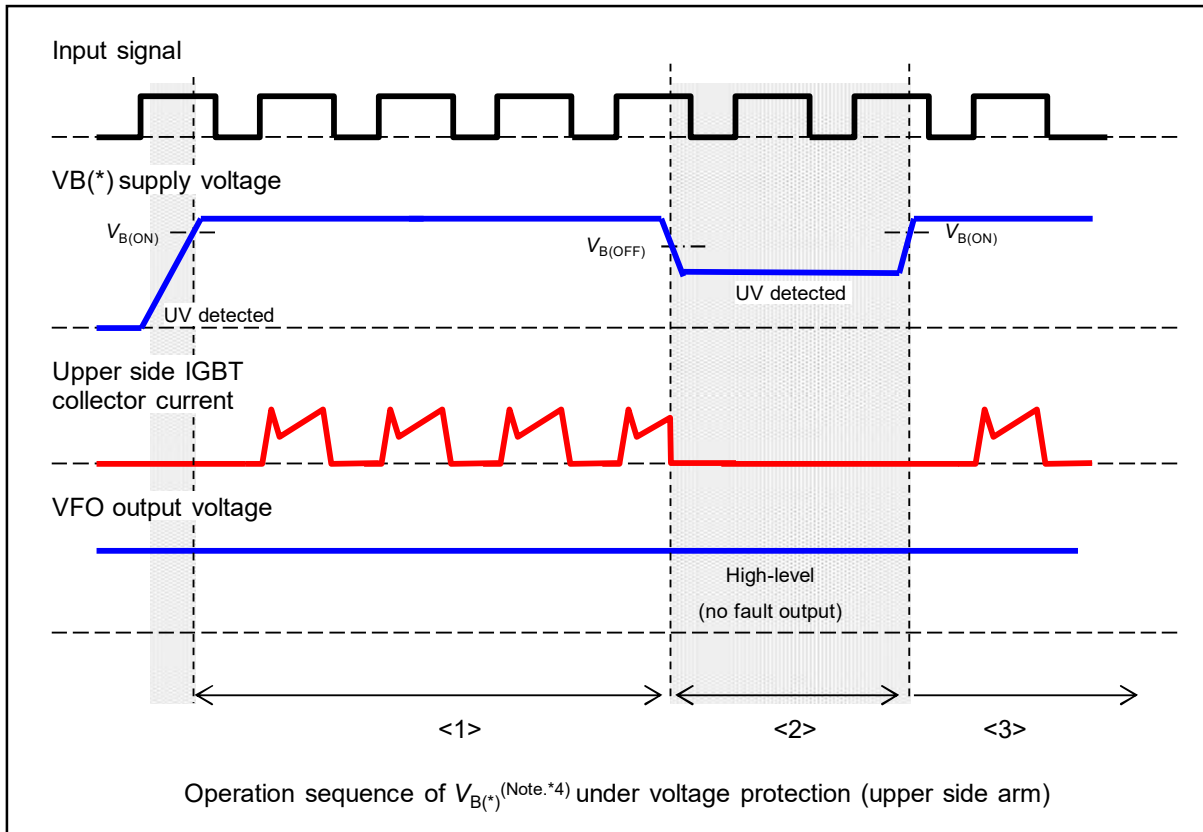 Input signal
VB(*) supply voltage
VB(ON)
VB(OFF)
VB(ON)
UV detected
UV detected
Upper side IGBT
collector current
VFO output voltage
High-level
(no fault output)
<1>
<2>
<3>
Operation sequence of VB(*)(Note.*4) under voltage protection (upper side arm)